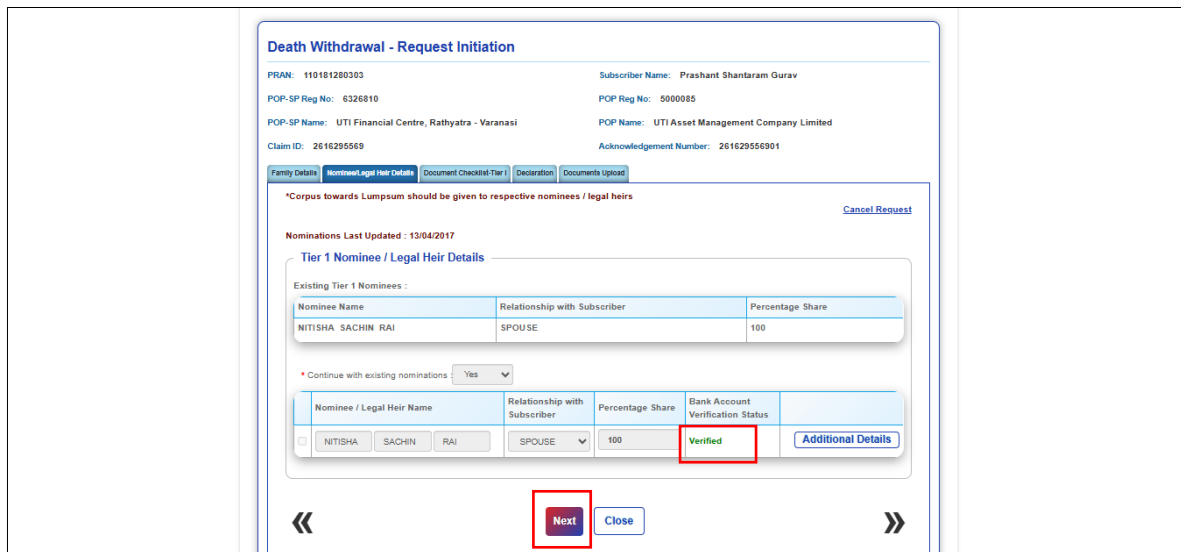 Death Withdrawal - Request Initiation
PRAN: 110181280303 Subscriber Name: Prashant Shantaram Gurav
POP-SP Reg No: 6326810 POP Reg No: 5000085
POP-SP Name: UTI Financial Centre, Rathyatra - Varanasi POP Name: UTI Asset Management Company Limited
Claim ID: 2616295569 Acknowledgement Number: 261629556901
Family Details Nominee/Legal Heir Details Document Checklist-Tier I Declaration Documents Upload
*Corpus towards Lumpsum should be given to respective nominees / legal heirs
Cancel Request
Nominations Last Updated : 13/04/2017
Tier 1 Nominee / Legal Heir Details
Existing Tier 1 Nominees :
Nominee Name Relationship with Subscriber Percentage Share
NITISHA SACHIN RAI SPOUSE 100
* Continue with existing nominations : Yes
Nominee / Legal Heir Name Relationship with Subscriber Percentage Share Bank Account Verification Status
NITISHA SACHIN RAI SPOUSE 100 Verified Additional Details
« Next Close »